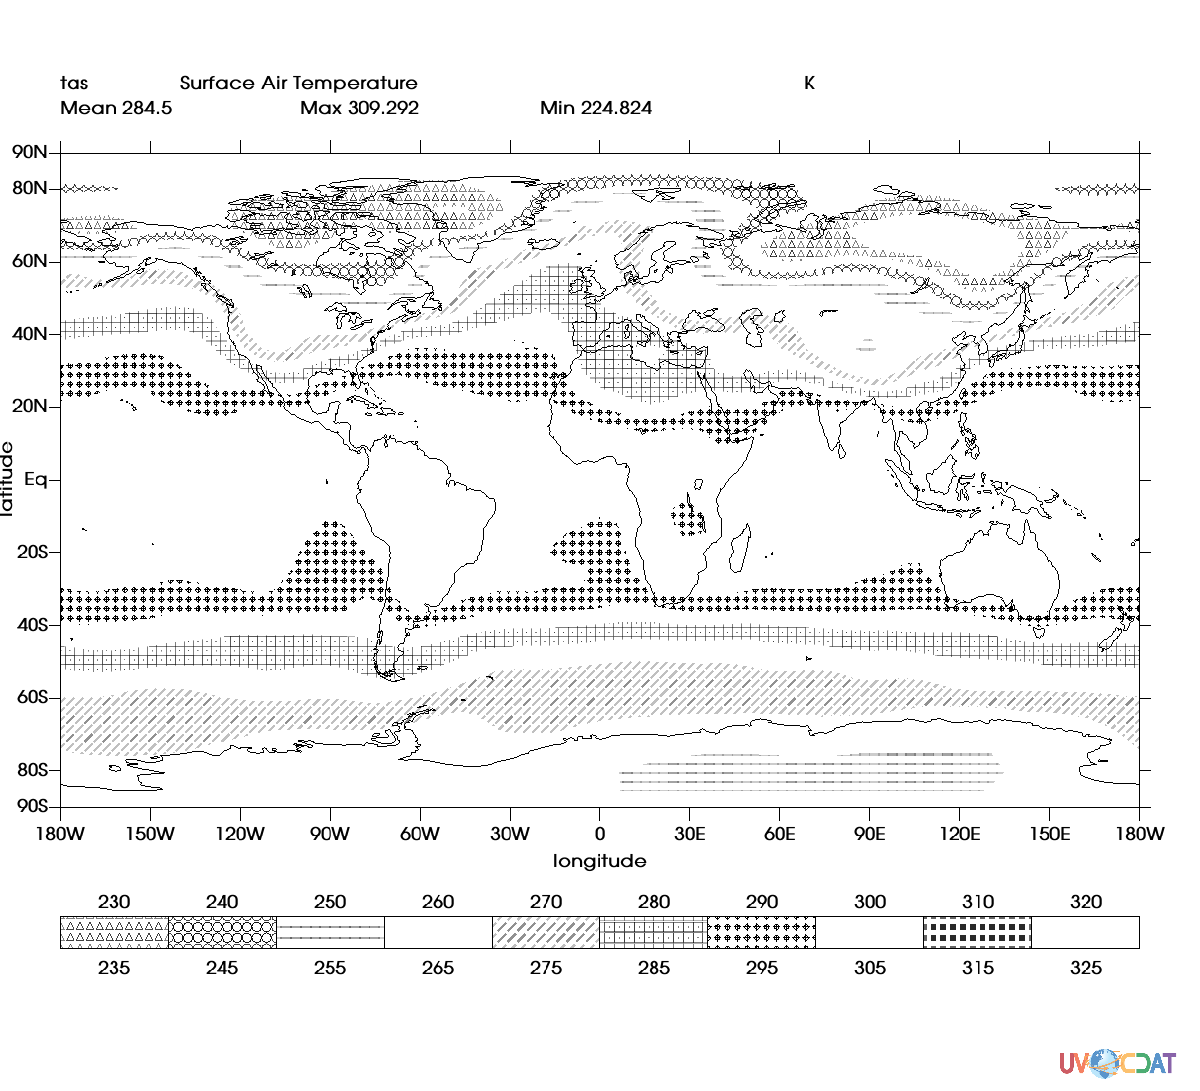 tas Surface Air Temperature K
Mean 284.5 Max 309.292 Min 224.824
90N
80N
60N
40N
20N
Eq
20S
40S
60S
80S
90S
latitude
180W 150W 120W 90W 60W 30W 0 30E 60E 90E 120E 150E 180W
longitude
230 240 250 260 270 280 290 300 310 320
235 245 255 265 275 285 295 305 315 325
UV CDAT